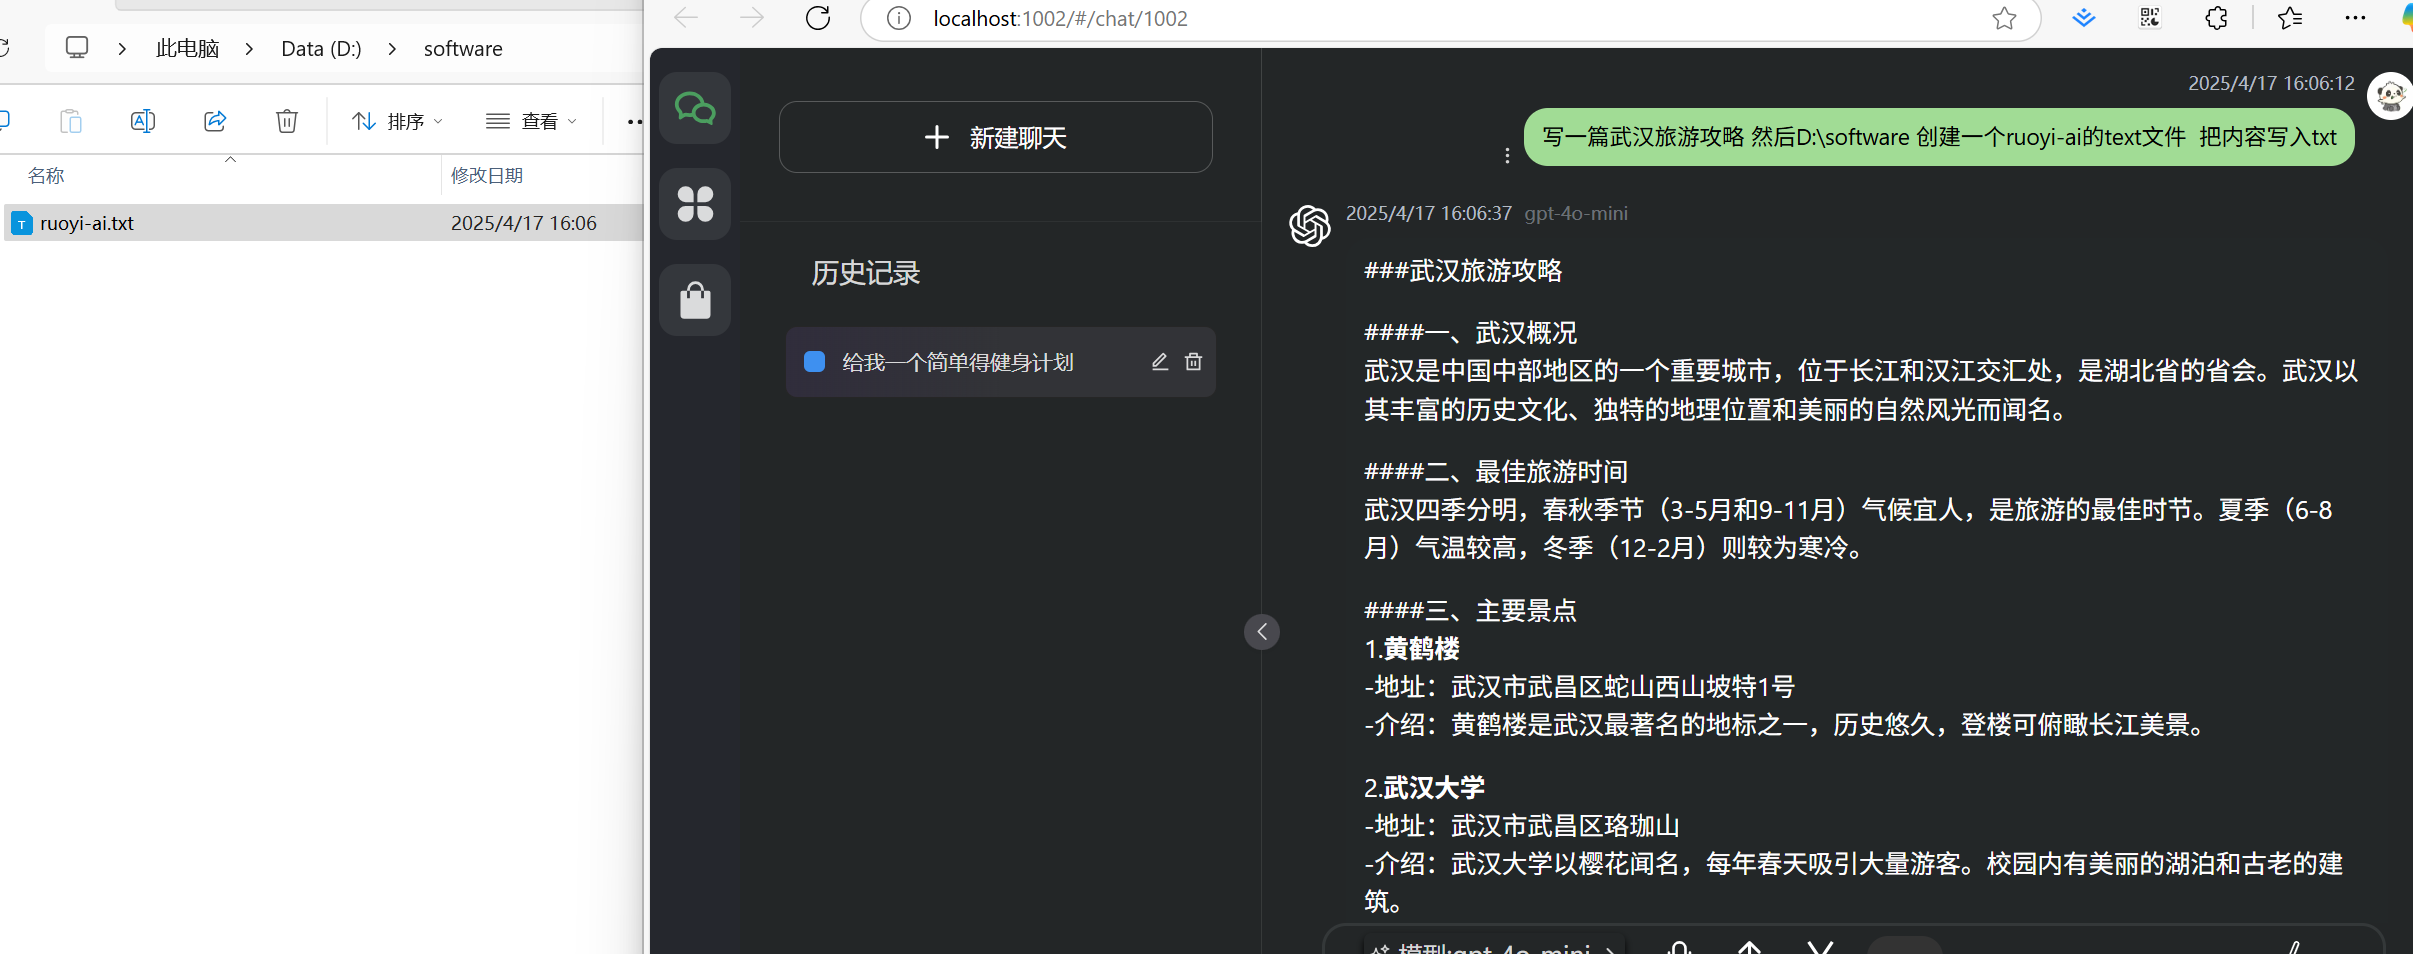 此电脑 > Data (D:) > software
排序 查看
名称 修改日期
ruoyi-ai.txt 2025/4/17 16:06
localhost:1002/#/chat/1002
新建聊天
历史记录
给我一个简单得健身计划
2025/4/17 16:06:12
写一篇武汉旅游攻略 然后D:\software 创建一个ruoyi-ai的text文件 把内容写入txt
2025/4/17 16:06:37 gpt-4o-mini
###武汉旅游攻略
####一、武汉概况
武汉是中国中部地区的一个重要城市，位于长江和汉江交汇处，是湖北省的省会。武汉以
其丰富的历史文化、独特的地理位置和美丽的自然风光而闻名。
####二、最佳旅游时间
武汉四季分明，春秋季节（3-5月和9-11月）气候宜人，是旅游的最佳时节。夏季（6-8
月）气温较高，冬季（12-2月）则较为寒冷。
####三、主要景点
1.黄鹤楼
-地址：武汉市武昌区蛇山西山坡特1号
-介绍：黄鹤楼是武汉最著名的地标之一，历史悠久，登楼可俯瞰长江美景。
2.武汉大学
-地址：武汉市武昌区珞珈山
-介绍：武汉大学以樱花闻名，每年春天吸引大量游客。校园内有美丽的湖泊和古老的建
筑。
模型:gpt-4o-mini